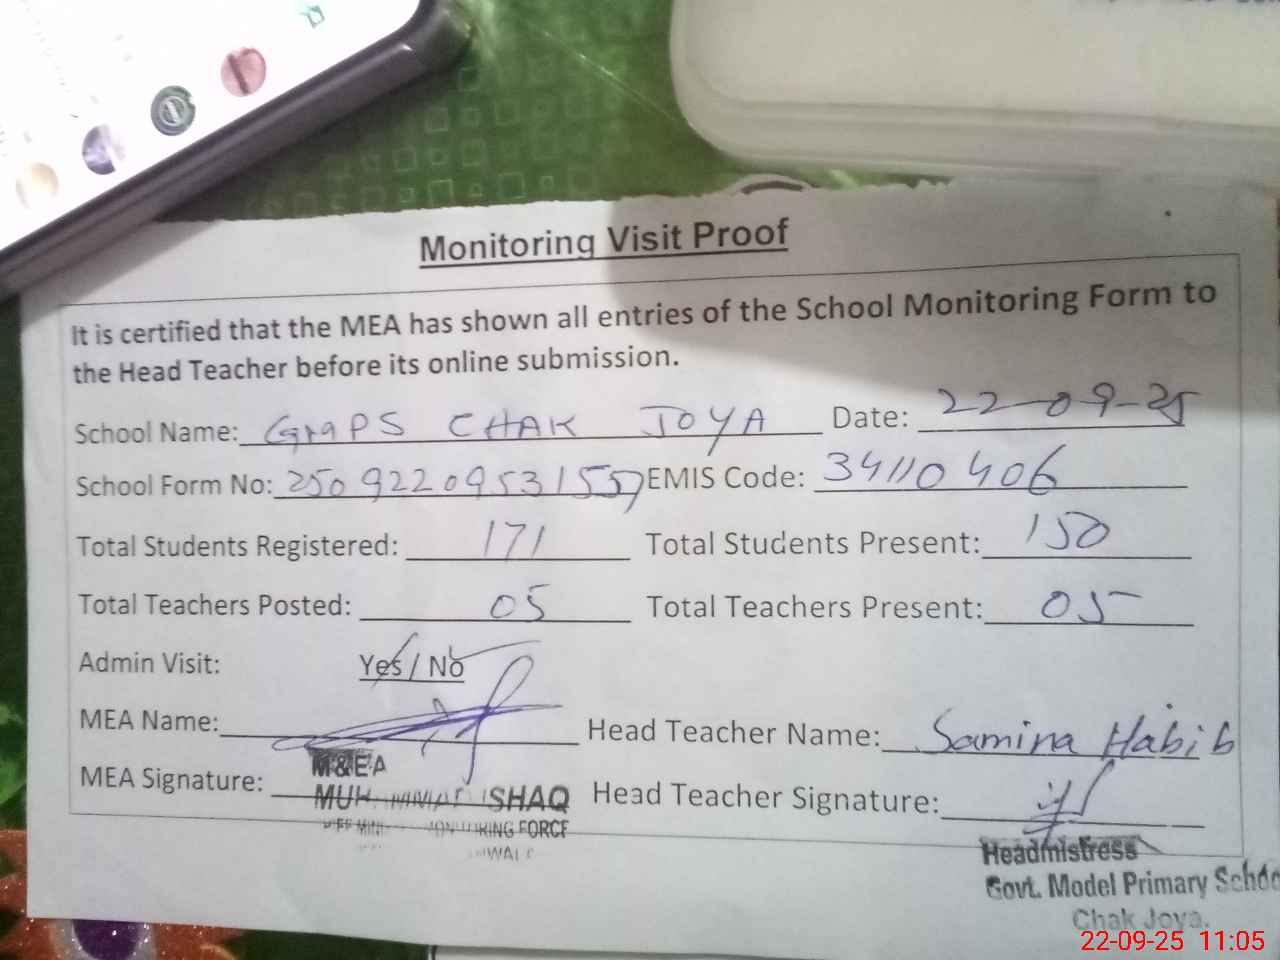 Monitoring Visit Proof
It is certified that the MEA has shown all entries of the School Monitoring Form to
the Head Teacher before its online submission.
School Name: GMPS CHAK JOYA Date: 22-09-25
School Form No: 25092209531557 EMIS Code: 34110406
Total Students Registered: 171 Total Students Present: 150
Total Teachers Posted: 05 Total Teachers Present: 05
Admin Visit: Yes / No
MEA Name: Head Teacher Name: Samina Habib
M&EA
MEA Signature: Head Teacher Signature:
ISHAQ
MONITORING FORCE
Headmistress
Govt. Model Primary Schoo
Chak Joya.
22-09-25 11:05